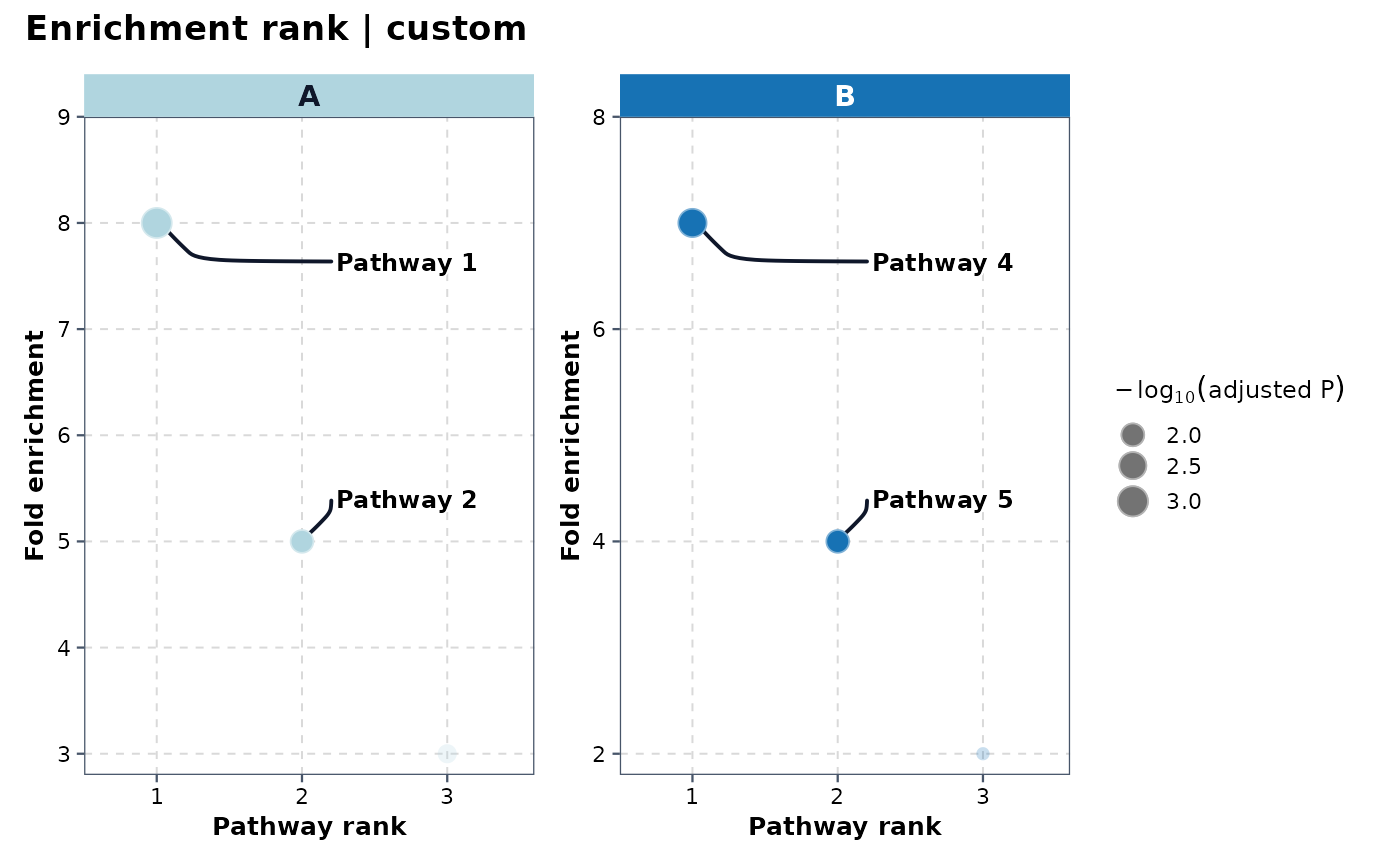 Enrichment rank | custom
A
9
8
7
6
5
4
3
Fold enrichment
Pathway 1
Pathway 2
1 2 3
Pathway rank
B
8
6
4
2
Fold enrichment
Pathway 4
Pathway 5
1 2 3
Pathway rank
−log₁₀(adjusted P)
2.0
2.5
3.0